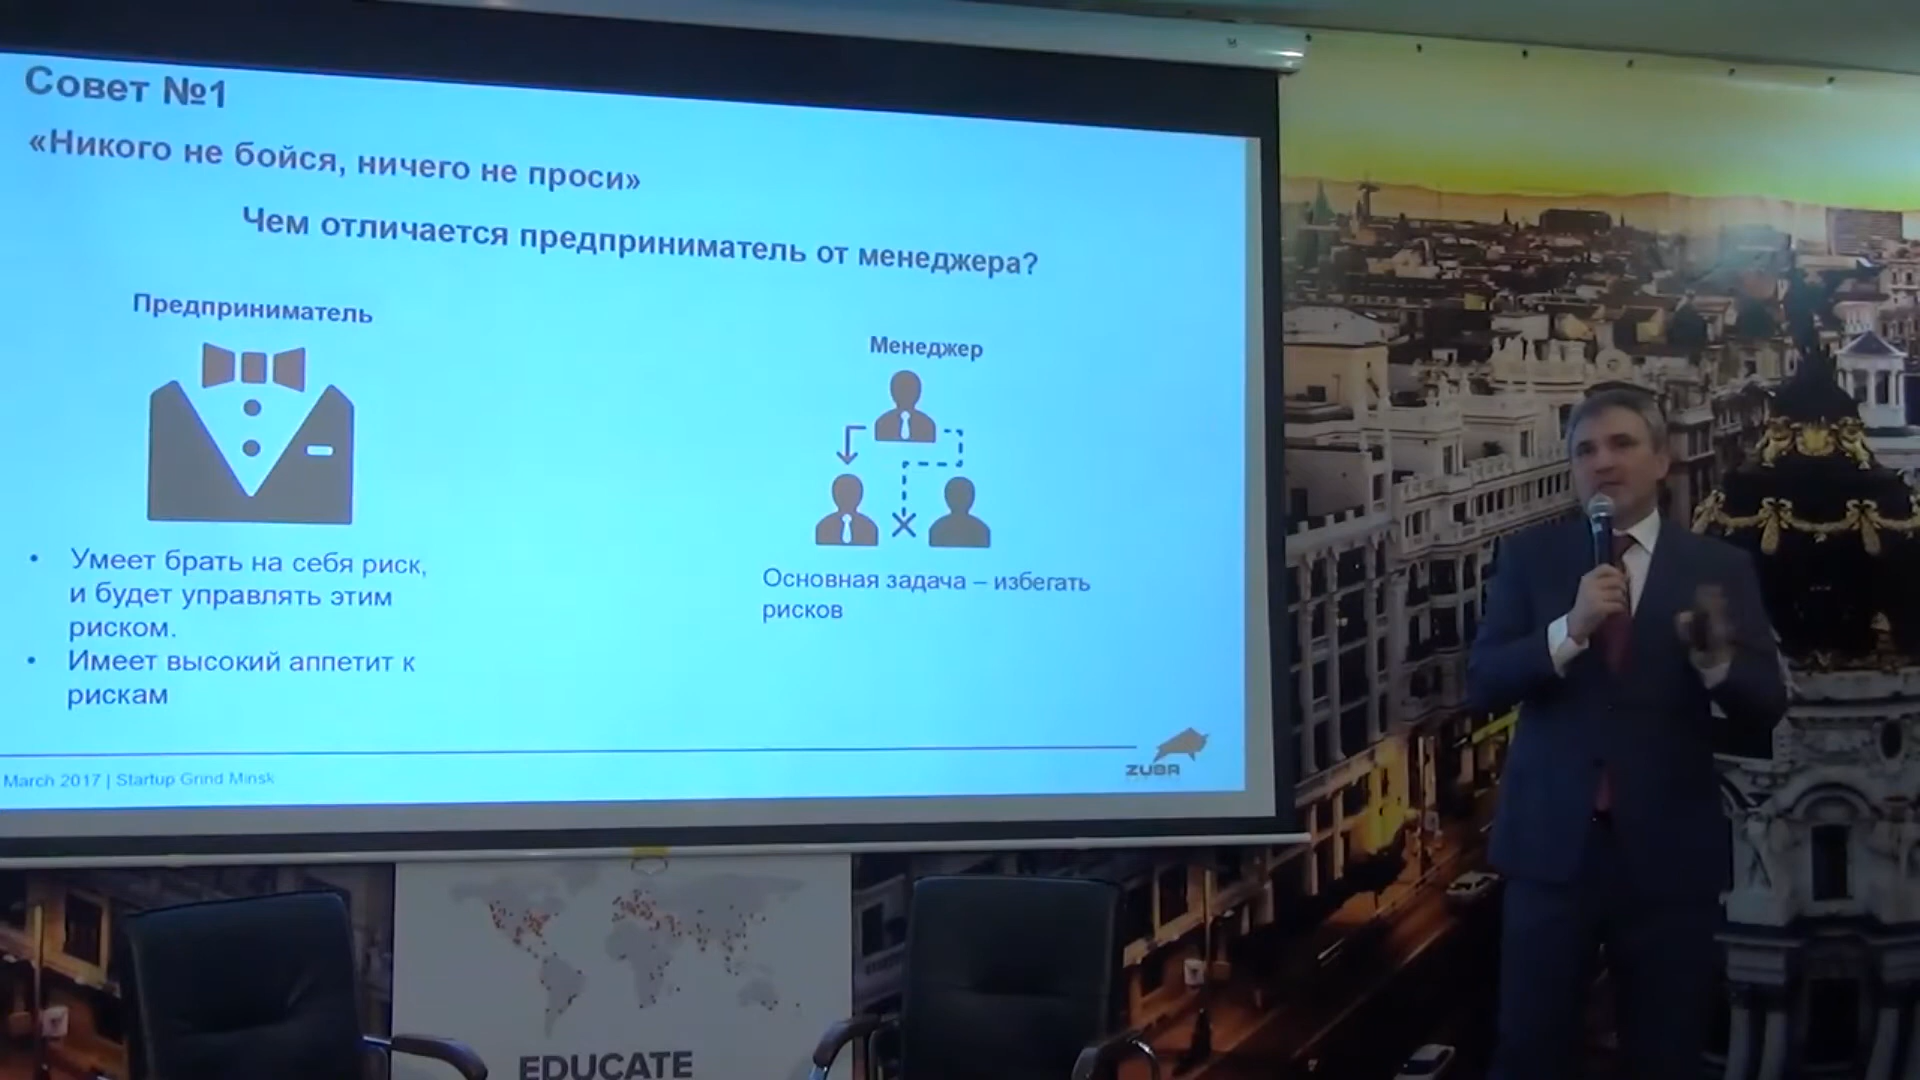 Совет №1
«Никого не бойся, ничего не проси»
Чем отличается предприниматель от менеджера?
Предприниматель
Менеджер
• Умеет брать на себя риск,
и будет управлять этим
риском.
• Имеет высокий аппетит к
рискам
Основная задача – избегать
рисков
March 2017 | Startup Grind Minsk
ZUBR
EDUCATE